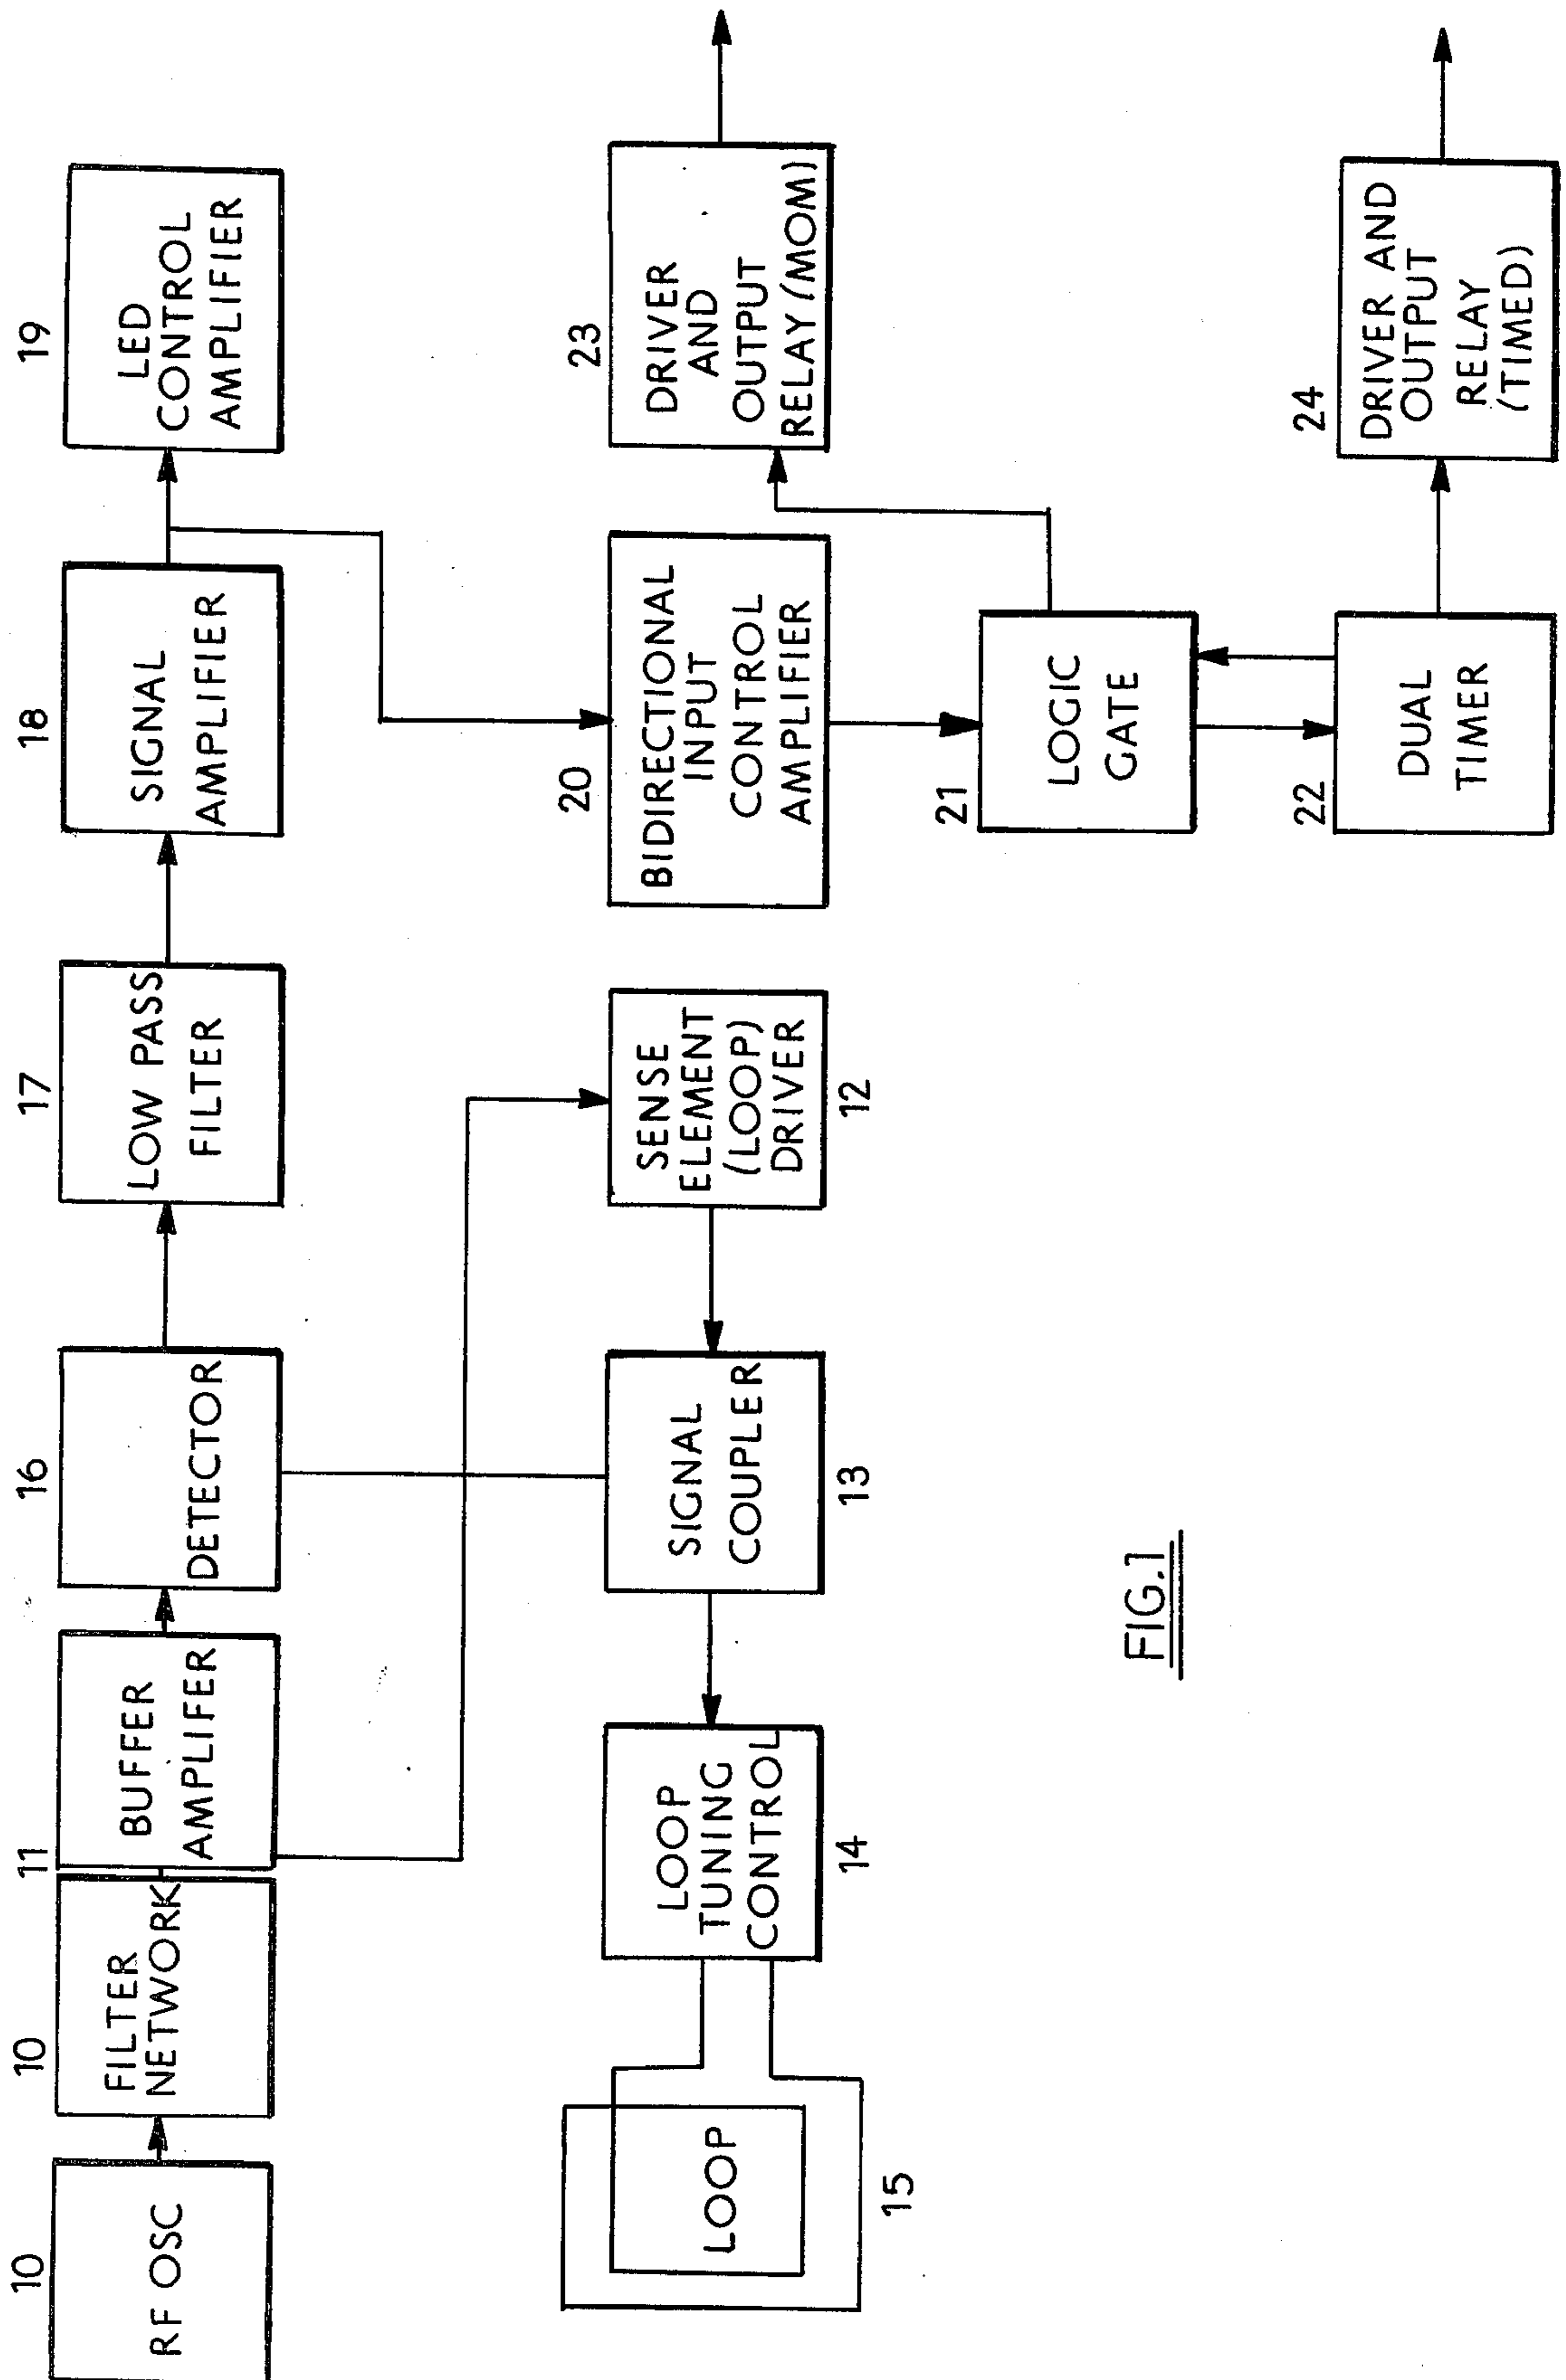 10
RF OSC
10
FILTER
NETWORK
11
BUFFER
AMPLIFER
16
DETECTOR
17
LOW PASS
FILTER
18
SIGNAL
AMPLIFIER
19
LED
CONTROL
AMPLIFIER
LOOP
15
LOOP
TUNING
CONTROL
14
SIGNAL
COUPLER
13
SENSE
ELEMENT
(LOOP)
DRIVER
12
20
BIDIRECTIONAL
INPUT
CONTROL
AMPLIFIER
23
DRIVER
AND
OUTPUT
RELAY (MOM)
21
LOGIC
GATE
22
DUAL
TIMER
24
DRIVER AND
OUTPUT
RELAY
(TIMED)
FIG.1